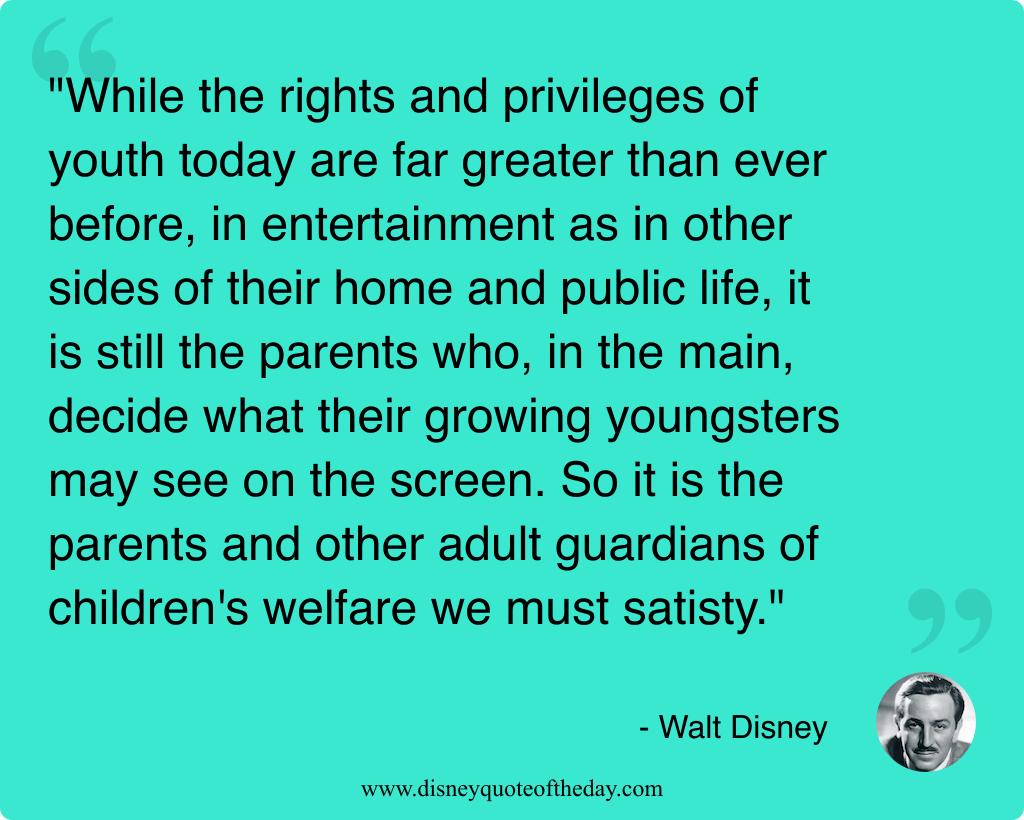 "While the rights and privileges of
youth today are far greater than ever
before, in entertainment as in other
sides of their home and public life, it
is still the parents who, in the main,
decide what their growing youngsters
may see on the screen. So it is the
parents and other adult guardians of
children's welfare we must satisty."
- Walt Disney
www.disneyquoteoftheday.com